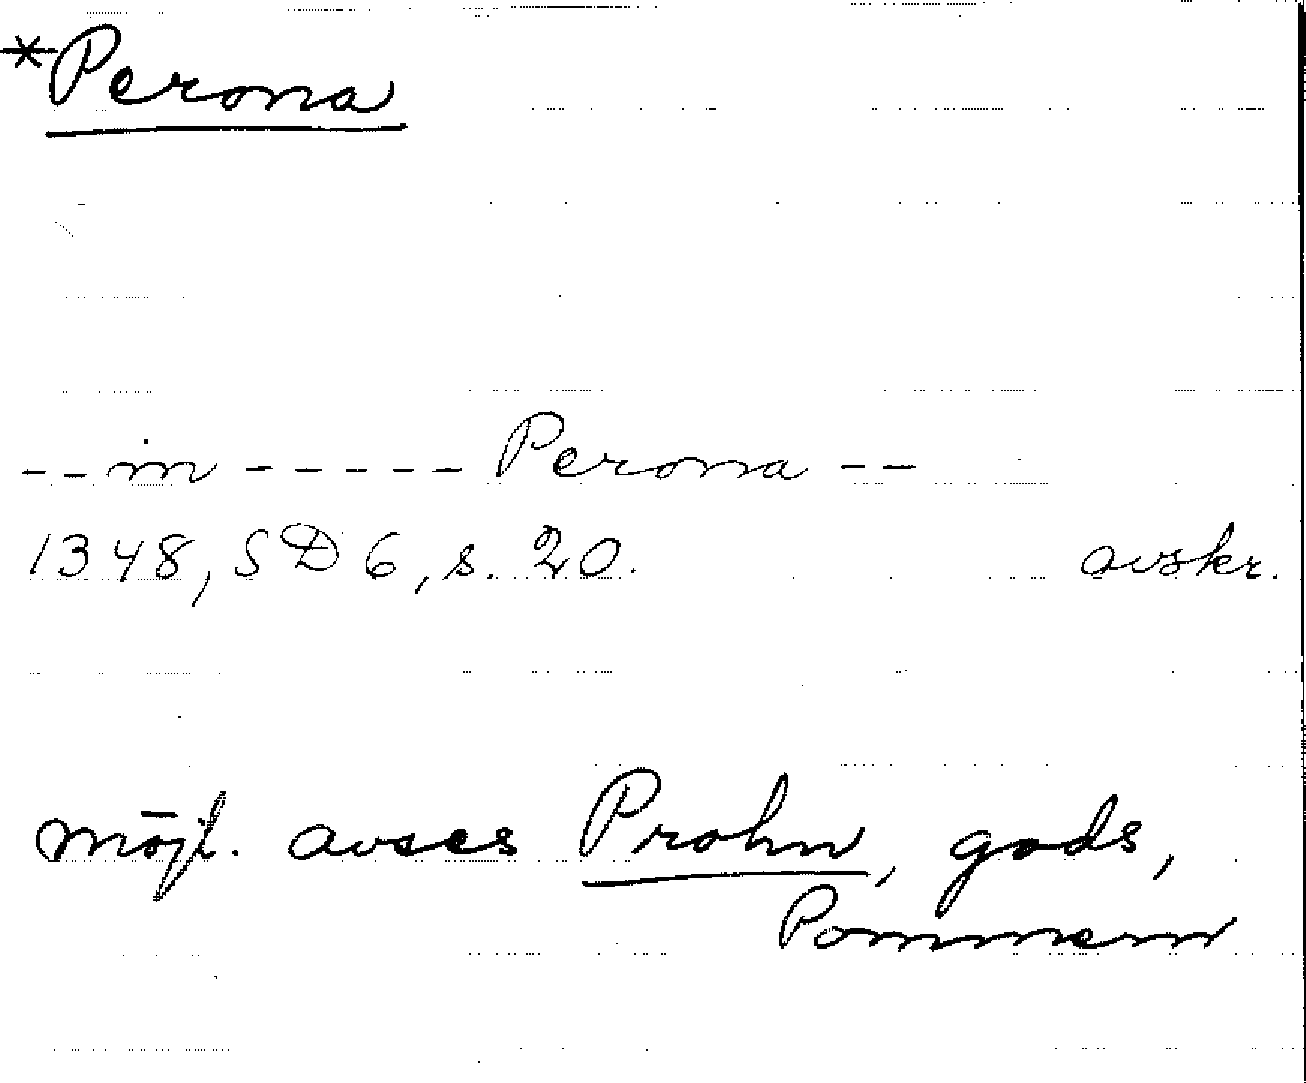 *Perona
-- in ----- Perona --
1348, SD 6, s. 20. avskr.
möjl. avses Prohn, gods,
Pommern